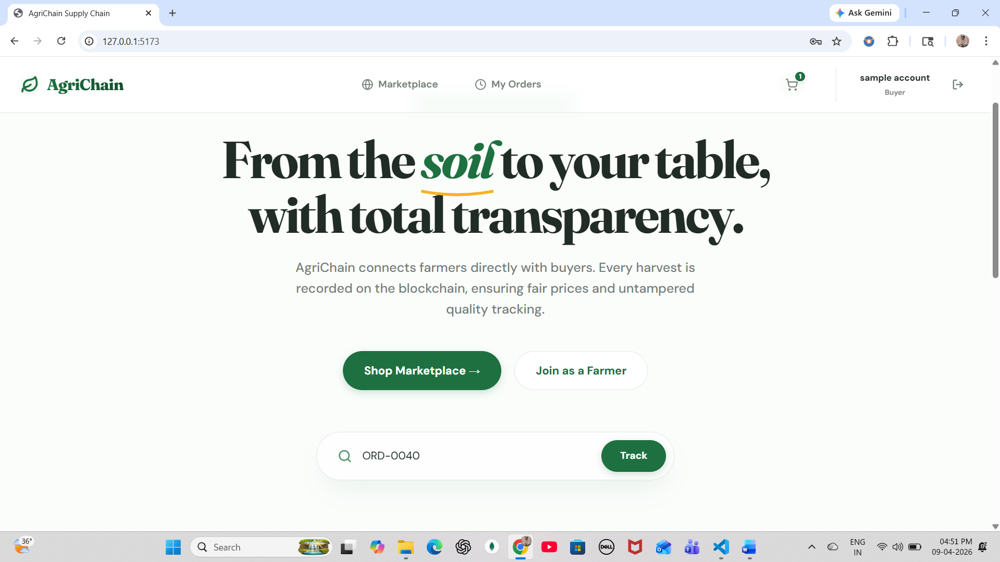 AgriChain Supply Chain
Ask Gemini
127.0.0.1:5173
AgriChain
Marketplace
My Orders
1
sample account
Buyer
From the soil to your table,
with total transparency.
AgriChain connects farmers directly with buyers. Every harvest is
recorded on the blockchain, ensuring fair prices and untampered
quality tracking.
Shop Marketplace →
Join as a Farmer
ORD-0040
Track
36°
Search
DELL
ENG
IN
04:51 PM
09-04-2026